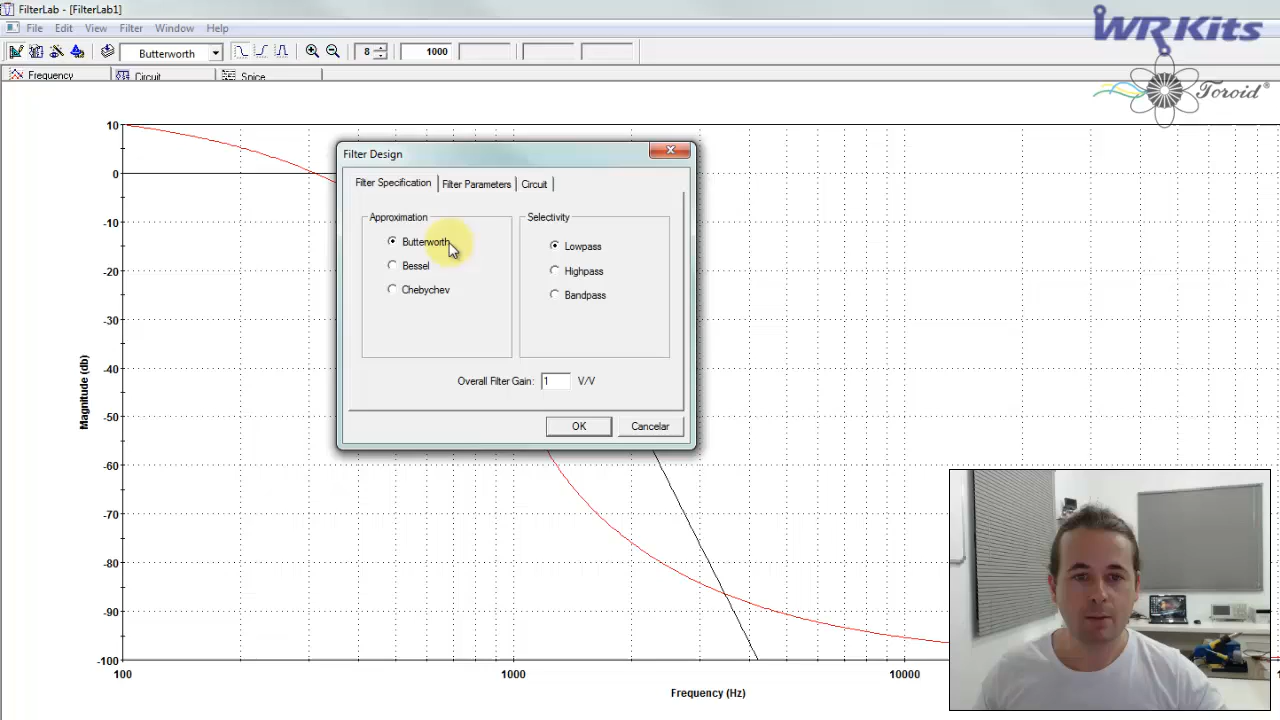 FilterLab - [FilterLab1]
File Edit View Filter Window Help
Butterworth 8 1000
Frequency Circuit Spice
WR Kits
Toroid®
Filter Design
Filter Specification Filter Parameters Circuit
Approximation Selectivity
Butterworth Lowpass
Bessel Highpass
Chebychev Bandpass
Overall Filter Gain: 1 V/V
OK Cancelar
10
0
-10
-20
-30
-40
-50
-60
-70
-80
-90
-100
Magnitude (db)
100 1000 10000
Frequency (Hz)